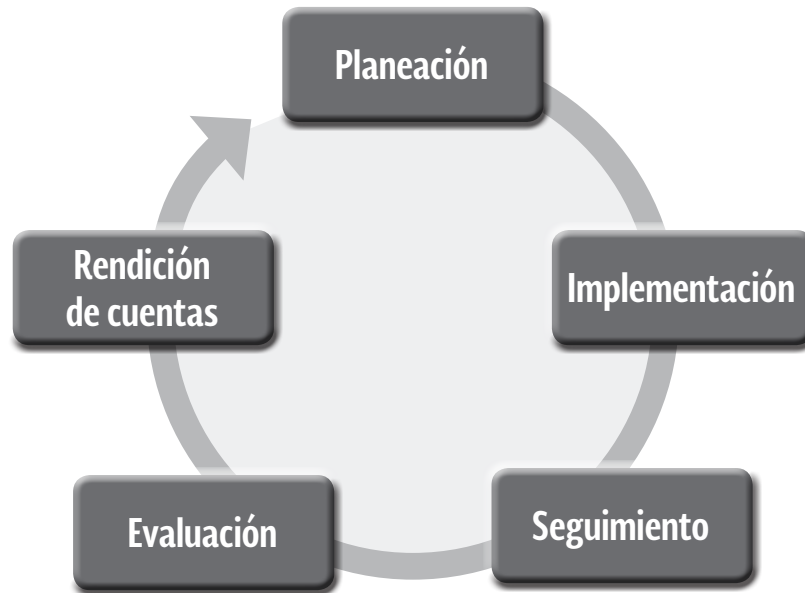 Planeación
Implementación
Seguimiento
Evaluación
Rendición
de cuentas